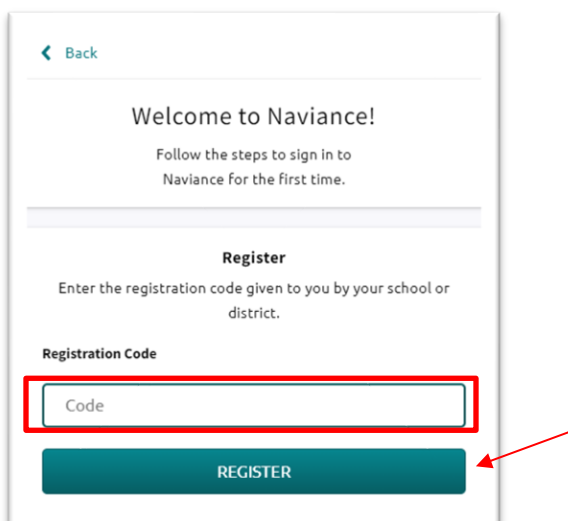 Back
Welcome to Naviance!
Follow the steps to sign in to
Naviance for the first time.
Register
Enter the registration code given to you by your school or
district.
Registration Code
Code
REGISTER